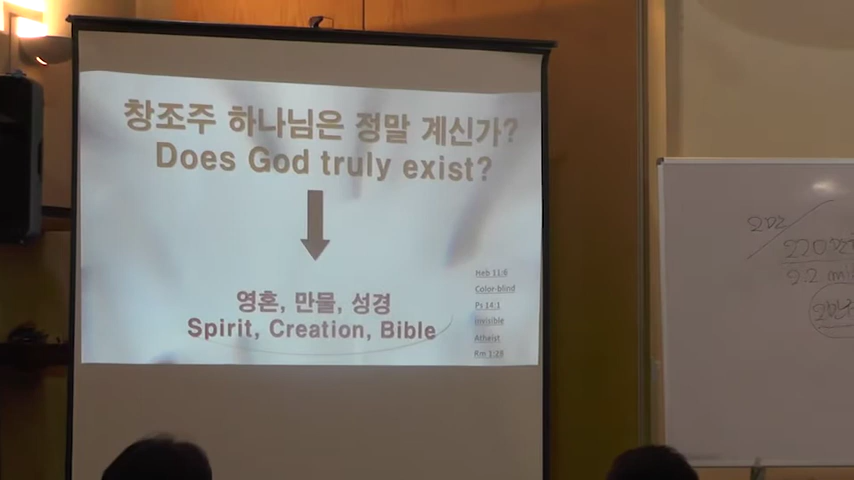 창조주 하나님은 정말 계신가?
Does God truly exist?
영혼, 만물, 성경
Spirit, Creation, Bible
Heb 11:6
Color-blind
Ps 14:1
Invisible
Atheist
Rm 1:28